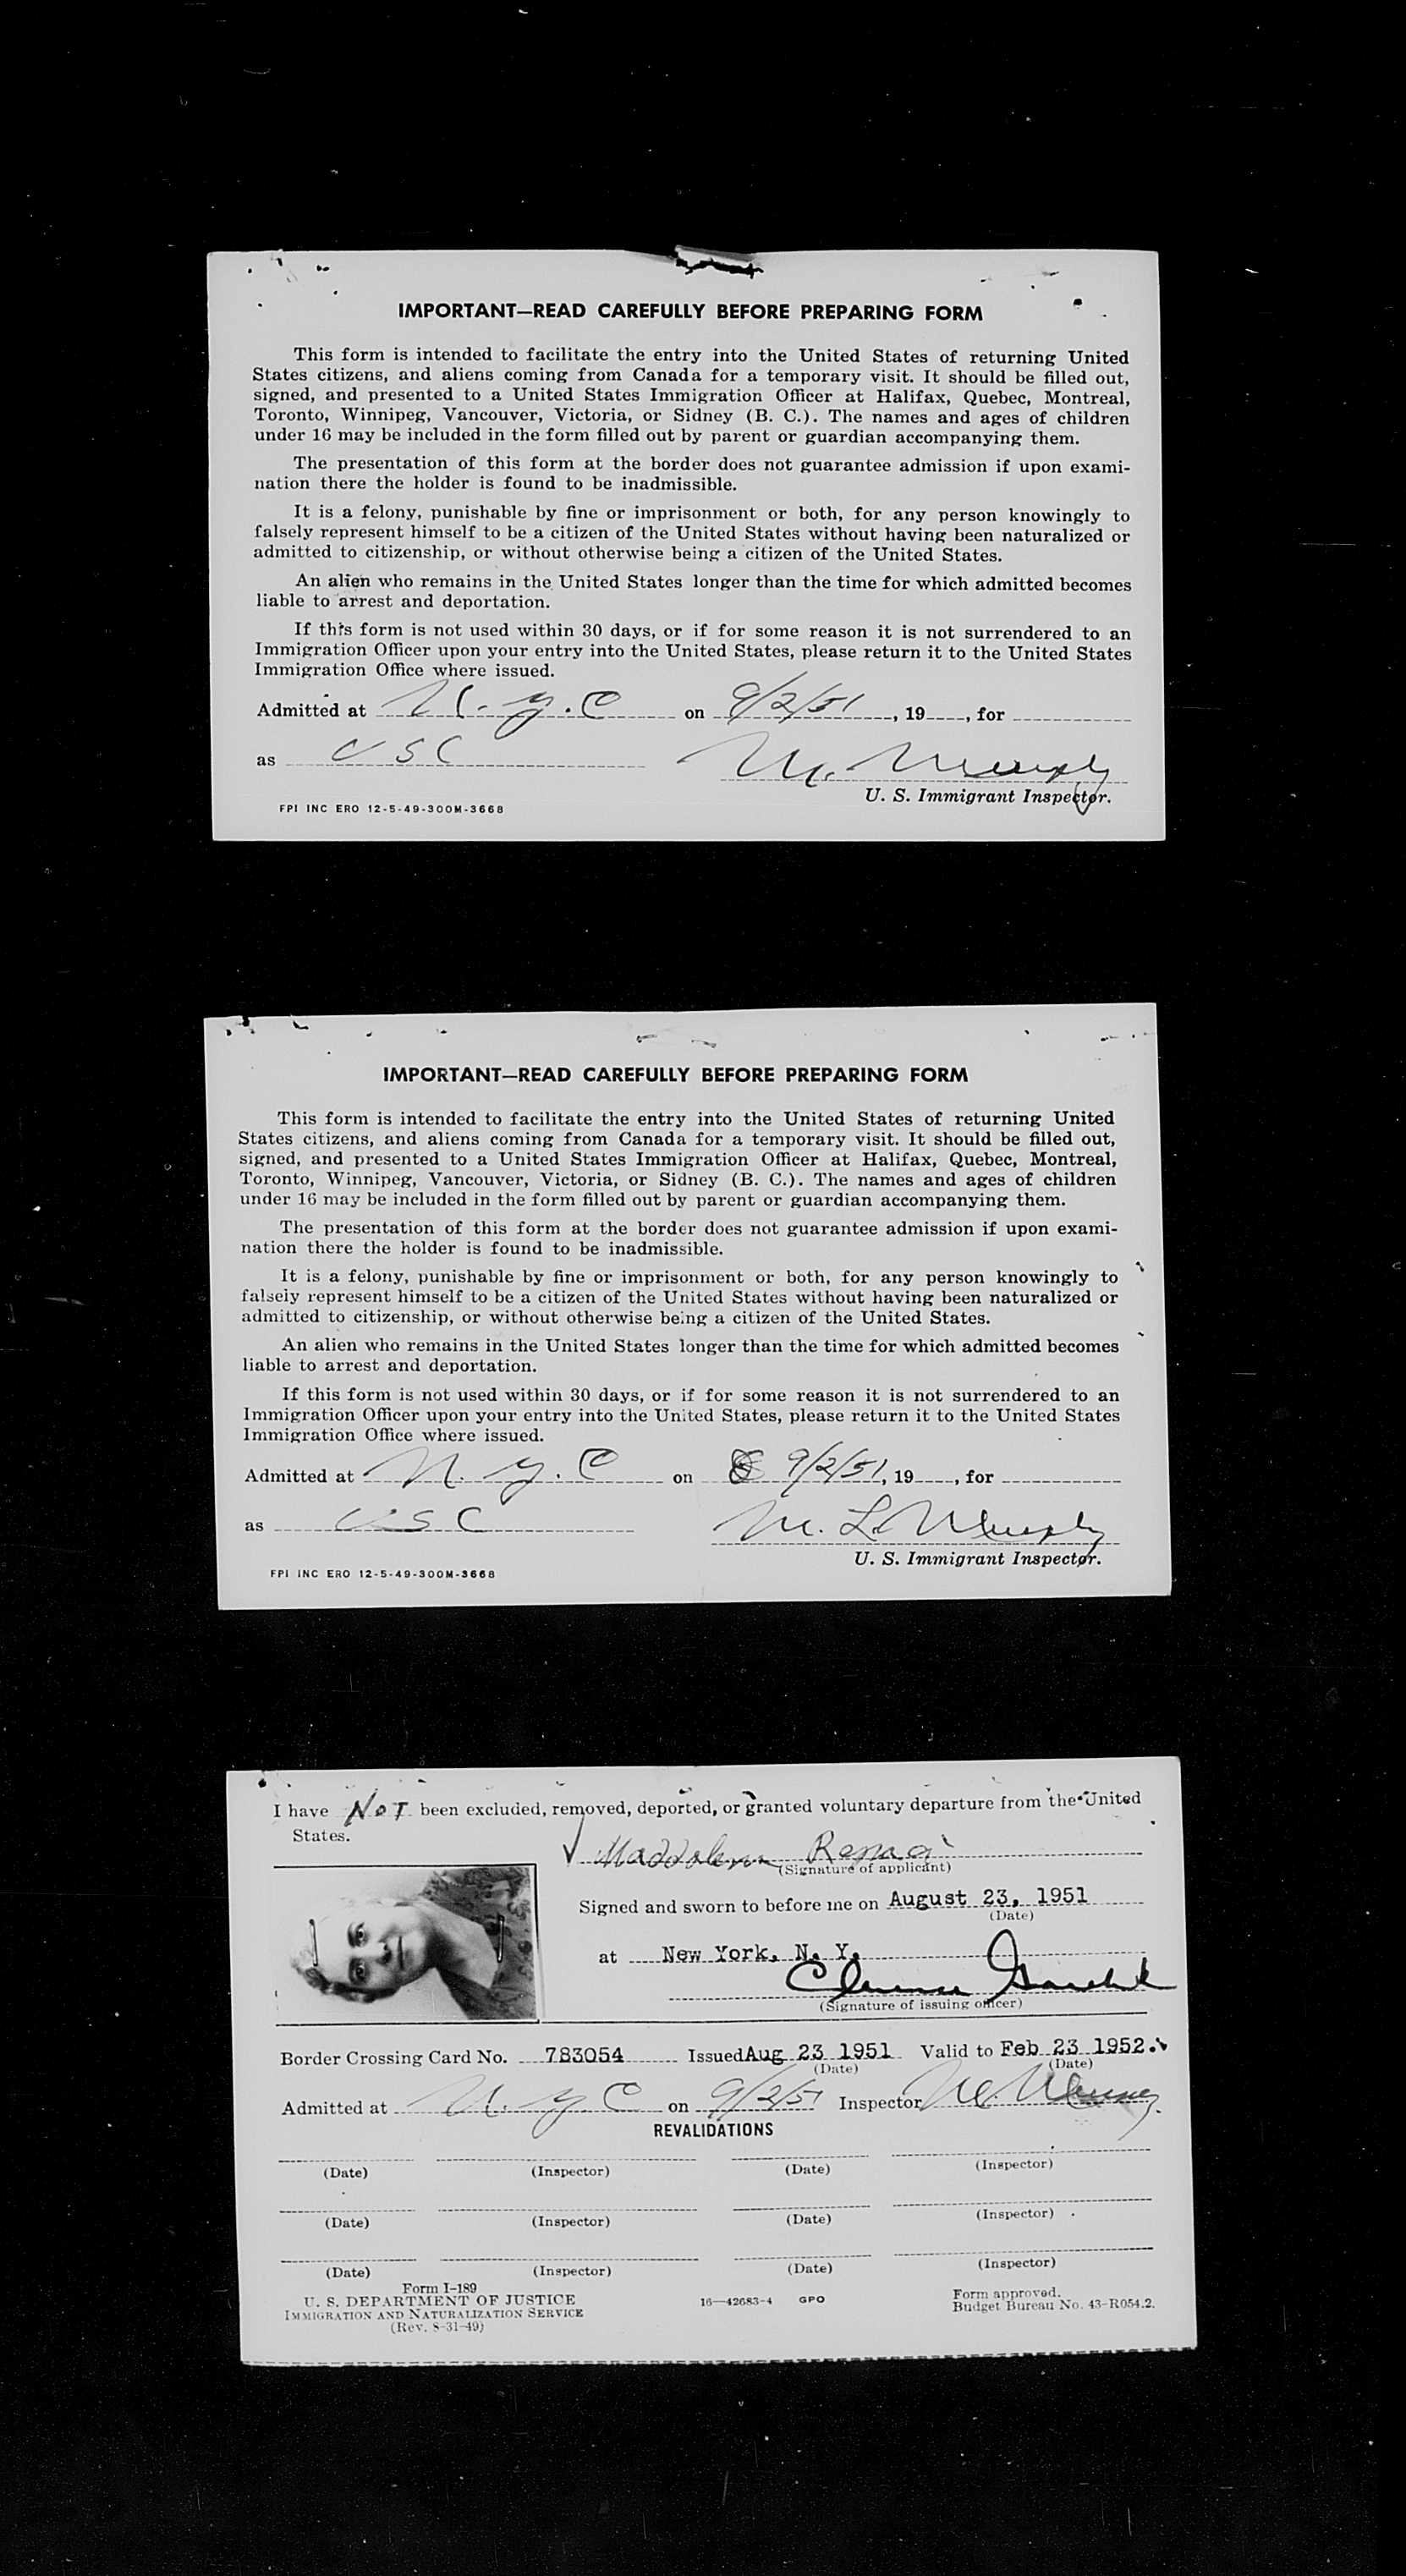 IMPORTANT—READ CAREFULLY BEFORE PREPARING FORM
This form is intended to facilitate the entry into the United States of returning United
States citizens, and aliens coming from Canada for a temporary visit. It should be filled out,
signed, and presented to a United States Immigration Officer at Halifax, Quebec, Montreal,
Toronto, Winnipeg, Vancouver, Victoria, or Sidney (B. C.). The names and ages of children
under 16 may be included in the form filled out by parent or guardian accompanying them.
The presentation of this form at the border does not guarantee admission if upon exami-
nation there the holder is found to be inadmissible.
It is a felony, punishable by fine or imprisonment or both, for any person knowingly to
falsely represent himself to be a citizen of the United States without having been naturalized or
admitted to citizenship, or without otherwise being a citizen of the United States.
An alien who remains in the United States longer than the time for which admitted becomes
liable to arrest and deportation.
If this form is not used within 30 days, or if for some reason it is not surrendered to an
Immigration Officer upon your entry into the United States, please return it to the United States
Immigration Office where issued.
Admitted at N.Y.C on 9/2/51, 19, for
as USC M. Murphy
U. S. Immigrant Inspector.
FPI INC ERO 12-5-49-300M-3668
IMPORTANT—READ CAREFULLY BEFORE PREPARING FORM
This form is intended to facilitate the entry into the United States of returning United
States citizens, and aliens coming from Canada for a temporary visit. It should be filled out,
signed, and presented to a United States Immigration Officer at Halifax, Quebec, Montreal,
Toronto, Winnipeg, Vancouver, Victoria, or Sidney (B. C.). The names and ages of children
under 16 may be included in the form filled out by parent or guardian accompanying them.
The presentation of this form at the border does not guarantee admission if upon exami-
nation there the holder is found to be inadmissible.
It is a felony, punishable by fine or imprisonment or both, for any person knowingly to
falsely represent himself to be a citizen of the United States without having been naturalized or
admitted to citizenship, or without otherwise being a citizen of the United States.
An alien who remains in the United States longer than the time for which admitted becomes
liable to arrest and deportation.
If this form is not used within 30 days, or if for some reason it is not surrendered to an
Immigration Officer upon your entry into the United States, please return it to the United States
Immigration Office where issued.
Admitted at N.Y.C on 9/2/51, 19, for
as USC M. L. Murphy
U. S. Immigrant Inspector.
FPI INC ERO 12-5-49-300M-3668
I have NOT been excluded, removed, deported, or granted voluntary departure from the United
States.
Maddalena
(Signature of applicant)
Signed and sworn to before me on August 23, 1951
(Date)
at New York, N. Y.
(Signature of issuing officer)
Border Crossing Card No. 783054 Issued Aug 23 1951 Valid to Feb 23 1952.
(Date) (Date)
Admitted at N.Y.C on 9/2/51 Inspector M.
REVALIDATIONS
(Date) (Inspector) (Date) (Inspector)
(Date) (Inspector) (Date) (Inspector)
(Date) (Inspector) (Date) (Inspector)
Form I-189
U. S. DEPARTMENT OF JUSTICE
IMMIGRATION AND NATURALIZATION SERVICE
(Rev. 8-31-49)
16—42683-4 GPO
Form approved.
Budget Bureau No. 43-R054.2.